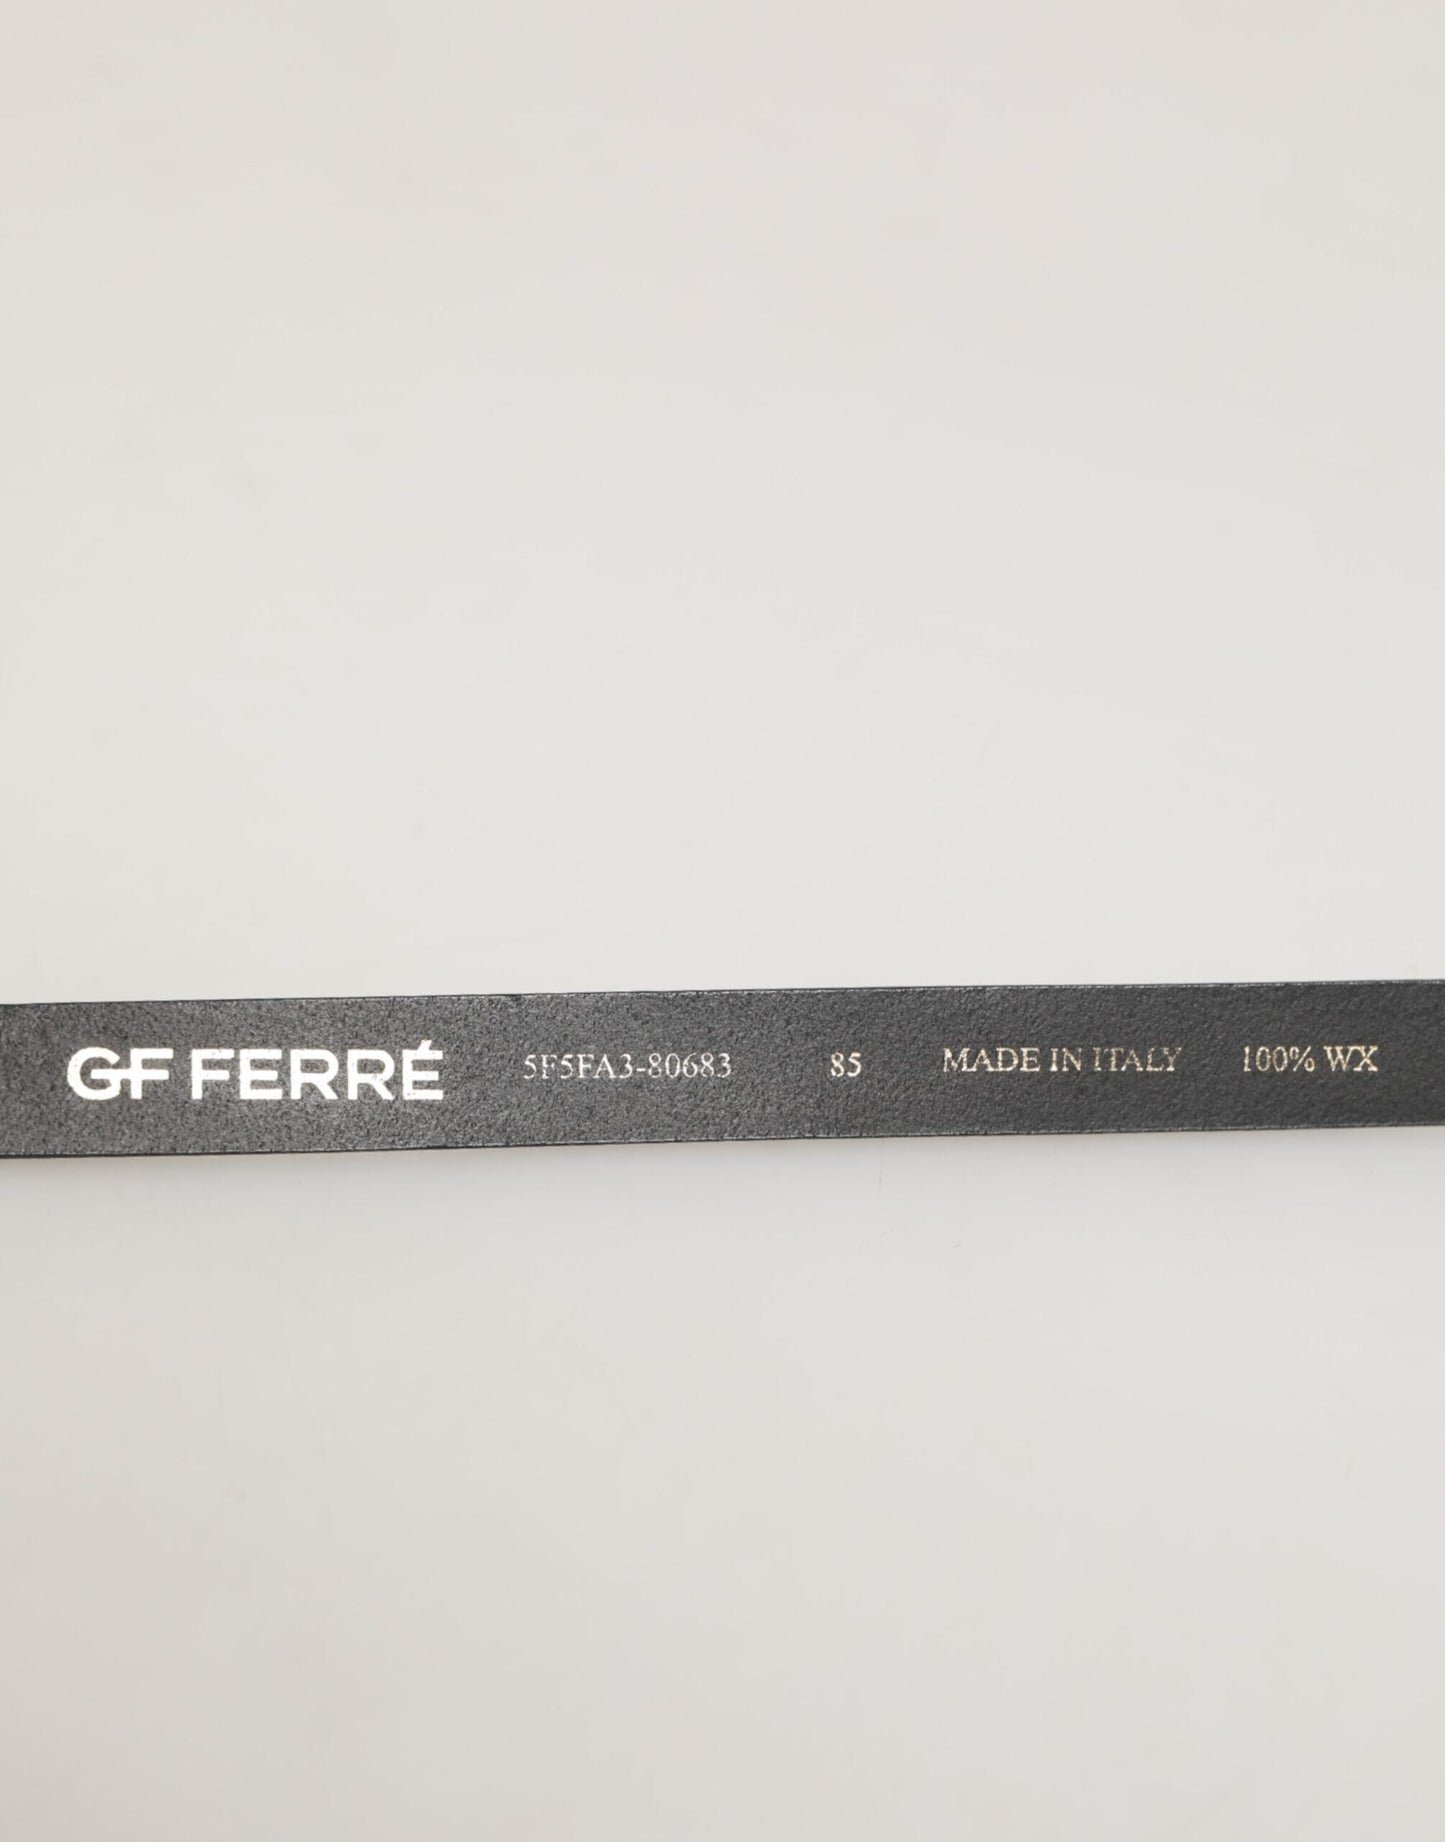 GF FERRÉ 5F5FA3-80683 85 MADE IN ITALY 100% WX